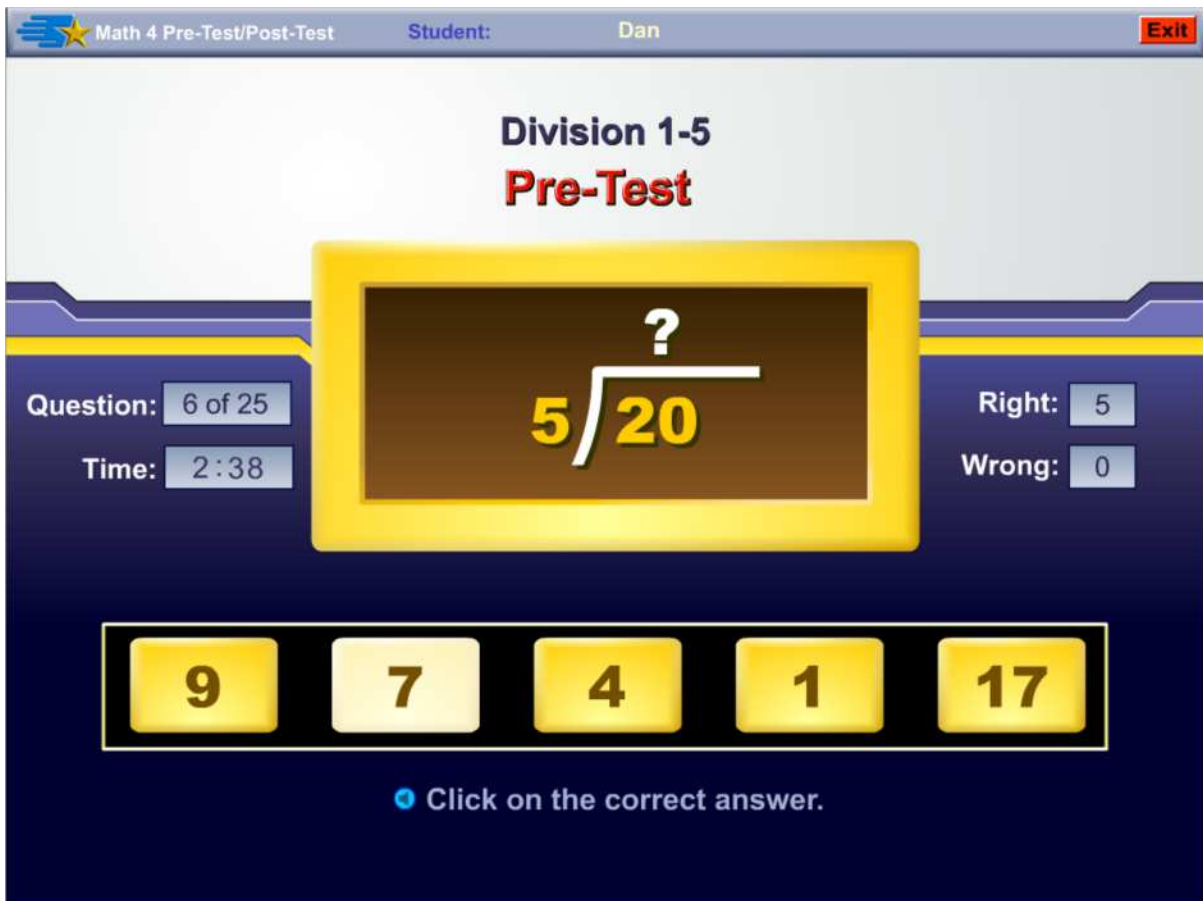 Math 4 Pre-Test/Post-Test Student: Dan Exit
Division 1-5
Pre-Test
?
5 20
Question: 6 of 25
Time: 2:38
Right: 5
Wrong: 0
9 7 4 1 17
Click on the correct answer.